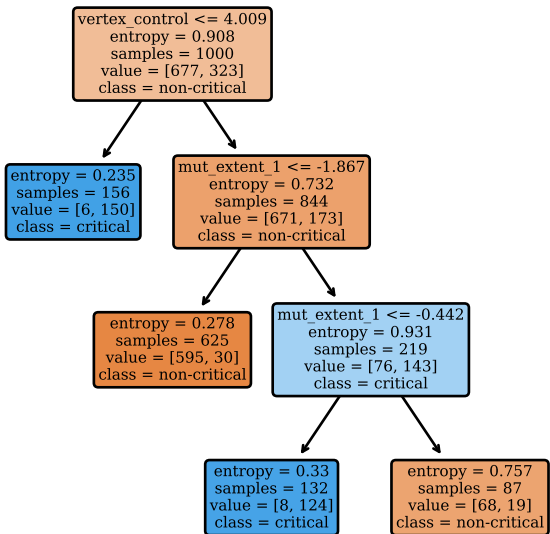 vertex_control <= 4.009
entropy = 0.908
samples = 1000
value = [677, 323]
class = non-critical
entropy = 0.235
samples = 156
value = [6, 150]
class = critical
mut_extent_1 <= -1.867
entropy = 0.732
samples = 844
value = [671, 173]
class = non-critical
entropy = 0.278
samples = 625
value = [595, 30]
class = non-critical
mut_extent_1 <= -0.442
entropy = 0.931
samples = 219
value = [76, 143]
class = critical
entropy = 0.33
samples = 132
value = [8, 124]
class = critical
entropy = 0.757
samples = 87
value = [68, 19]
class = non-critical